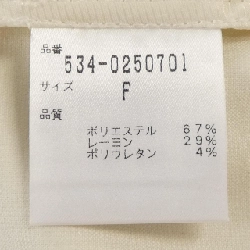 品番
534-0250701
サイズ
F
品質
ポリエステル 67%
レーヨン 29%
ポリウレタン 4%